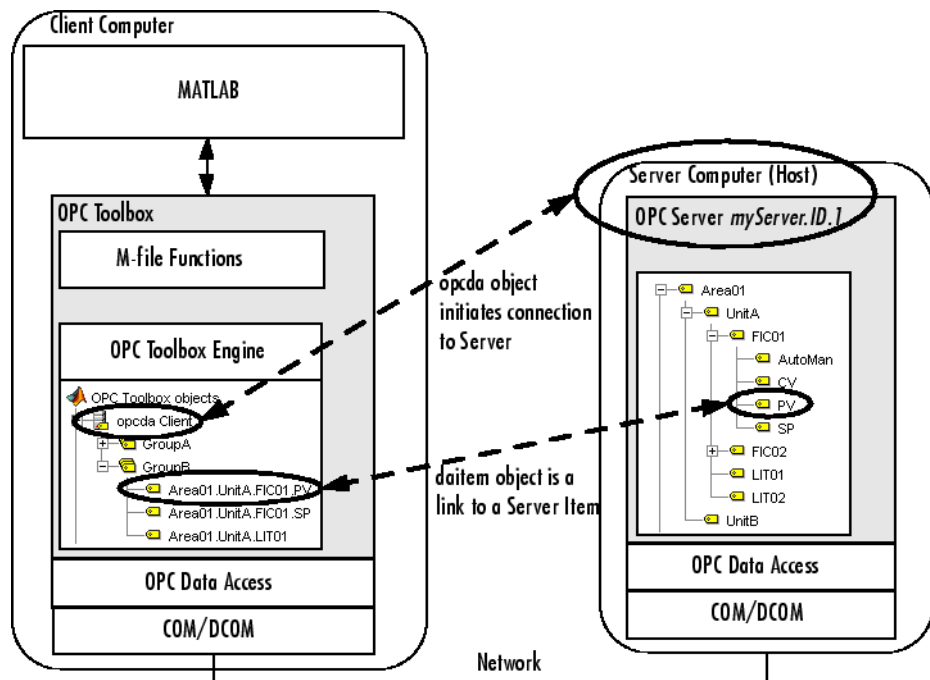 Client Computer
MATLAB
OPC Toolbox
M-file Functions
OPC Toolbox Engine
OPC Toolbox objects
opcda Client
GroupA
GroupB
Area01.UnitA.FIC01.PV
Area01.UnitA.FIC01.SP
Area01.UnitA.LIT01
OPC Data Access
COM/DCOM
opcda object
initiates connection
to Server
daitem object is a
link to a Server Item
Network
Server Computer (Host)
OPC Server myServer.ID.1
Area01
UnitA
FIC01
AutoMan
CV
PV
SP
FIC02
LIT01
LIT02
UnitB
OPC Data Access
COM/DCOM